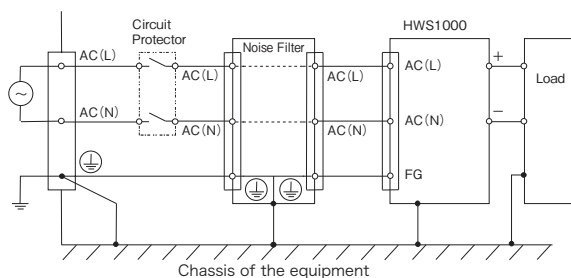 Circuit
Protector
Noise Filter
HWS1000
AC(L)
AC(L)
AC(L)
AC(L)
+
Load
AC(N)
AC(N)
AC(N)
AC(N)
−
FG
Chassis of the equipment